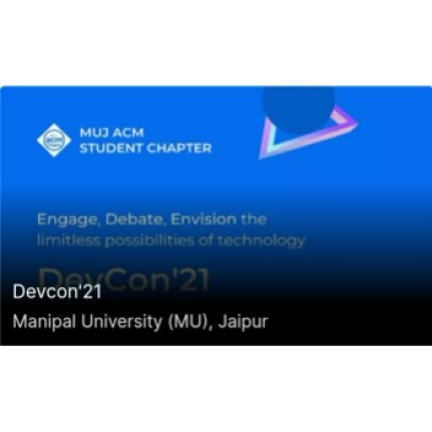 acm
MUJ ACM
STUDENT CHAPTER
Engage, Debate, Envision the
limitless possibilities of technology
DevCon'21
Devcon'21
Manipal University (MU), Jaipur